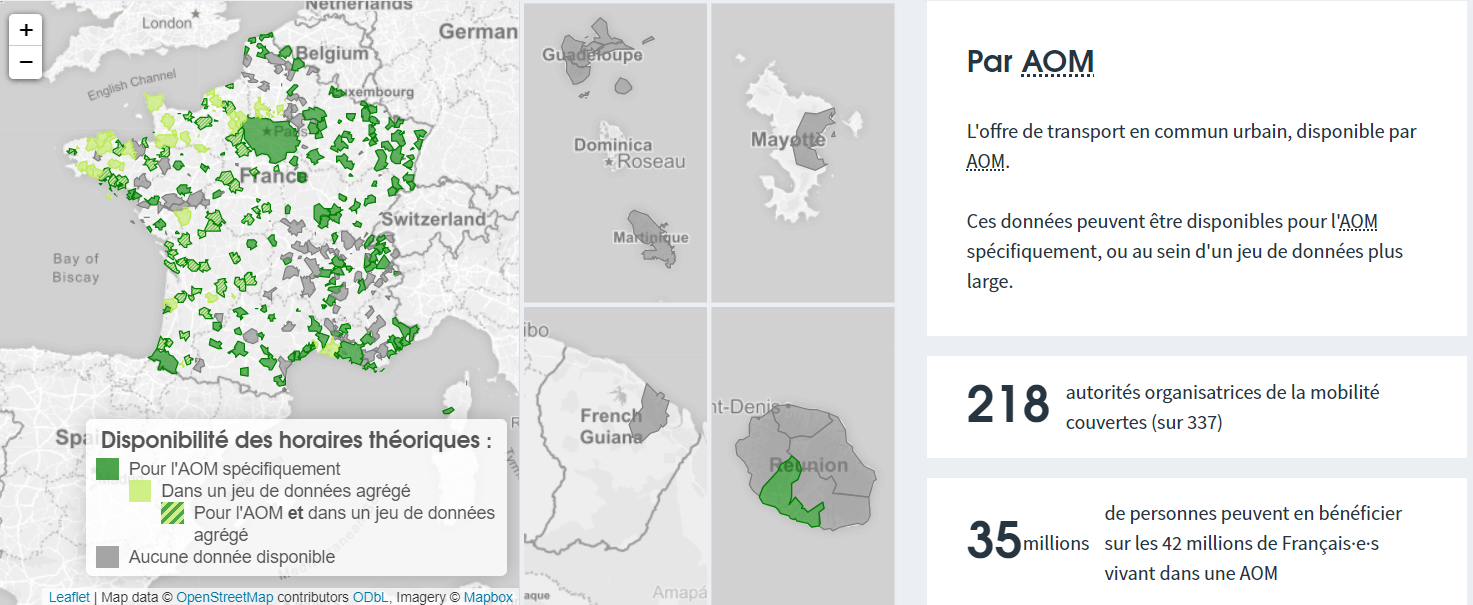 +
−
London
Netherlands
German
Belgium
English Channel
Luxembourg
Paris
France
Switzerland
Bay of
Biscay
Spa
Disponibilité des horaires théoriques :
Pour l'AOM spécifiquement
Dans un jeu de données agrégé
Pour l'AOM et dans un jeu de données
agrégé
Aucune donnée disponible
Leaflet | Map data © OpenStreetMap contributors ODbL, Imagery © Mapbox
Guadeloupe
Dominica
Roseau
Martinique
Mayotte
ibo
French
Guiana
Amapá
aque
nt-Denis
Réunion
Par AOM
L'offre de transport en commun urbain, disponible par
AOM.
Ces données peuvent être disponibles pour l'AOM
spécifiquement, ou au sein d'un jeu de données plus
large.
218 autorités organisatrices de la mobilité
couvertes (sur 337)
35 millions
de personnes peuvent en bénéficier
sur les 42 millions de Français·e·s
vivant dans une AOM